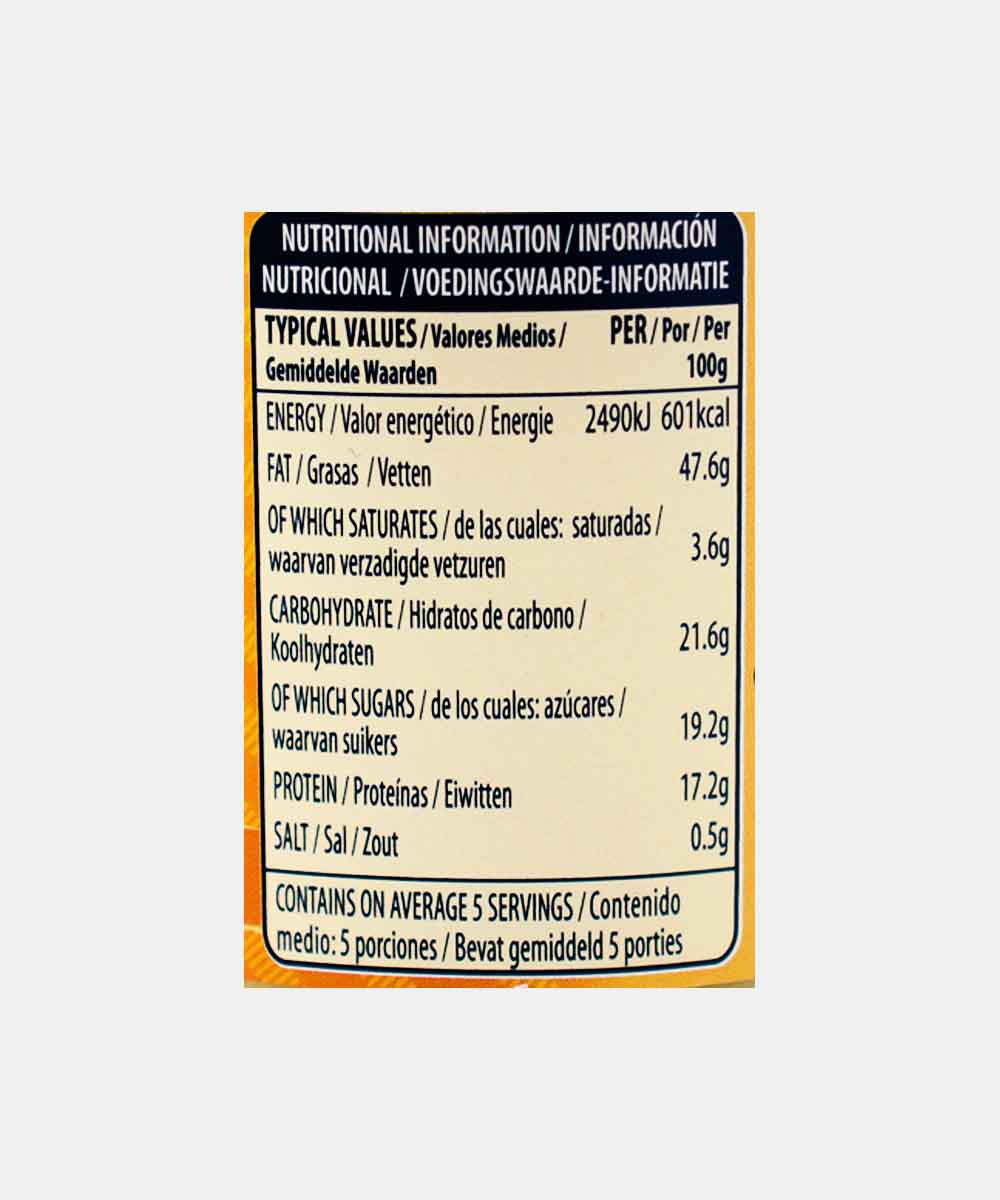 NUTRITIONAL INFORMATION / INFORMACIÓN
NUTRICIONAL / VOEDINGSWAARDE-INFORMATIE
TYPICAL VALUES / Valores Medios / PER / Por / Per
Gemiddelde Waarden 100g
ENERGY / Valor energético / Energie 2490kJ 601kcal
FAT / Grasas / Vetten 47.6g
OF WHICH SATURATES / de las cuales: saturadas /
waarvan verzadigde vetzuren 3.6g
CARBOHYDRATE / Hidratos de carbono /
Koolhydraten 21.6g
OF WHICH SUGARS / de los cuales: azúcares /
waarvan suikers 19.2g
PROTEIN / Proteínas / Eiwitten 17.2g
SALT / Sal / Zout 0.5g
CONTAINS ON AVERAGE 5 SERVINGS / Contenido
medio: 5 porciones / Bevat gemiddeld 5 porties